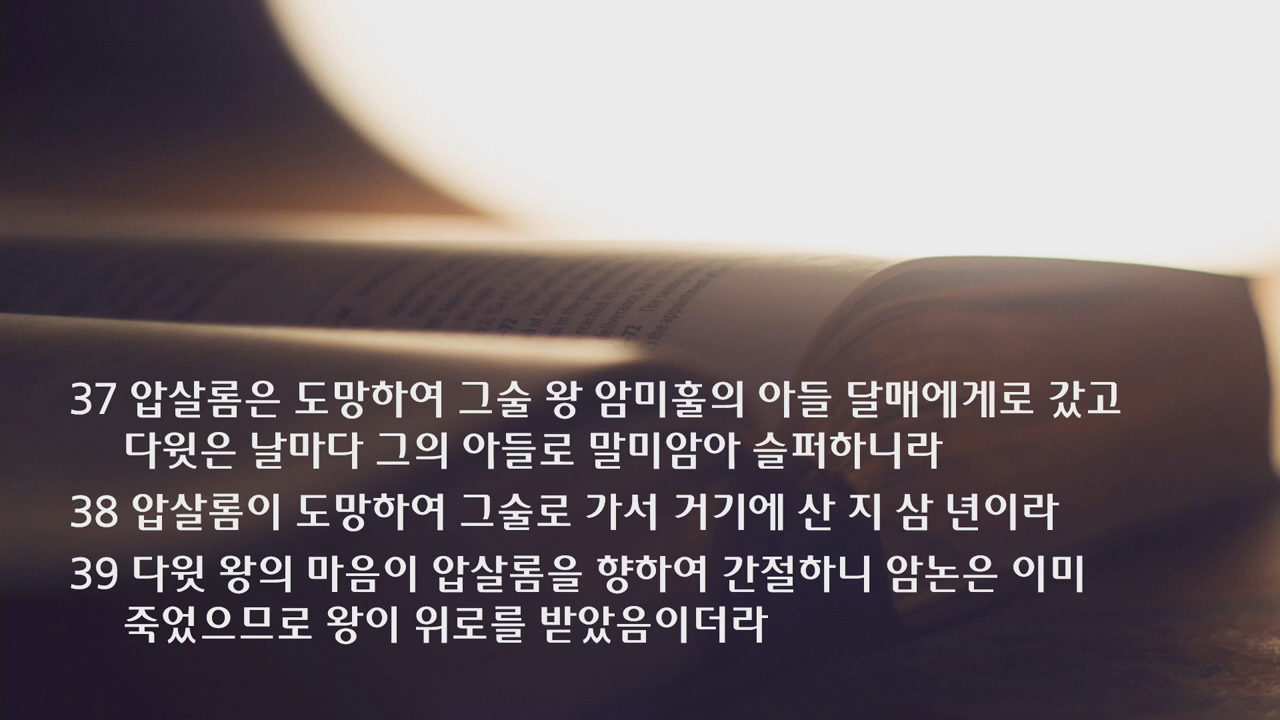 37 압살롬은 도망하여 그술 왕 암미훌의 아들 달매에게로 갔고
다윗은 날마다 그의 아들로 말미암아 슬퍼하니라
38 압살롬이 도망하여 그술로 가서 거기에 산 지 삼 년이라
39 다윗 왕의 마음이 압살롬을 향하여 간절하니 암논은 이미
죽었으므로 왕이 위로를 받았음이더라